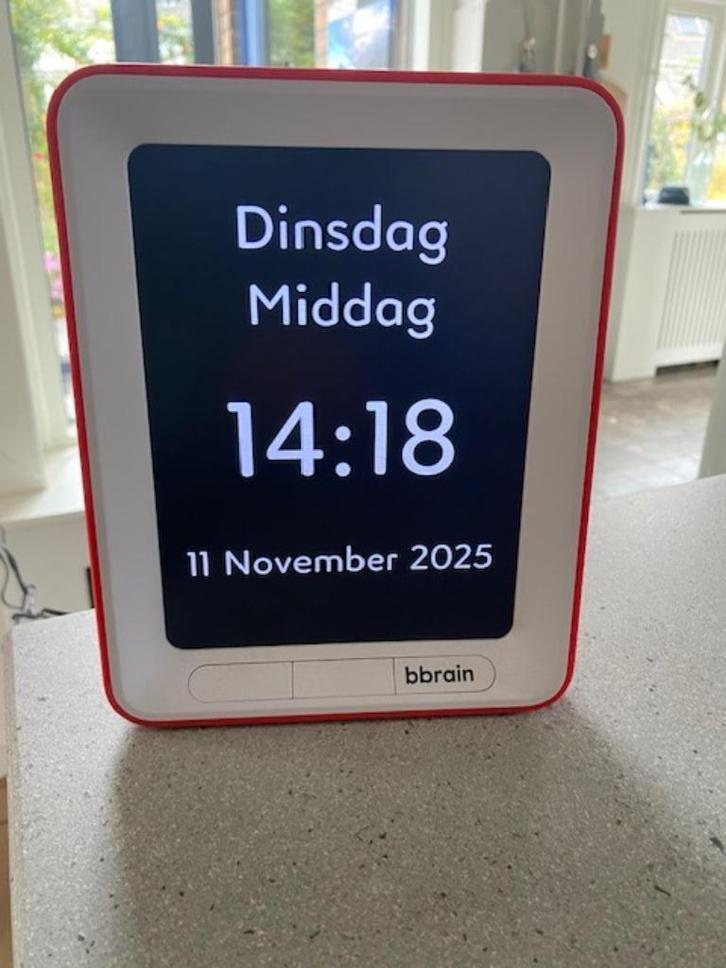 Dinsdag
Middag
14:18
11 November 2025
bbrain